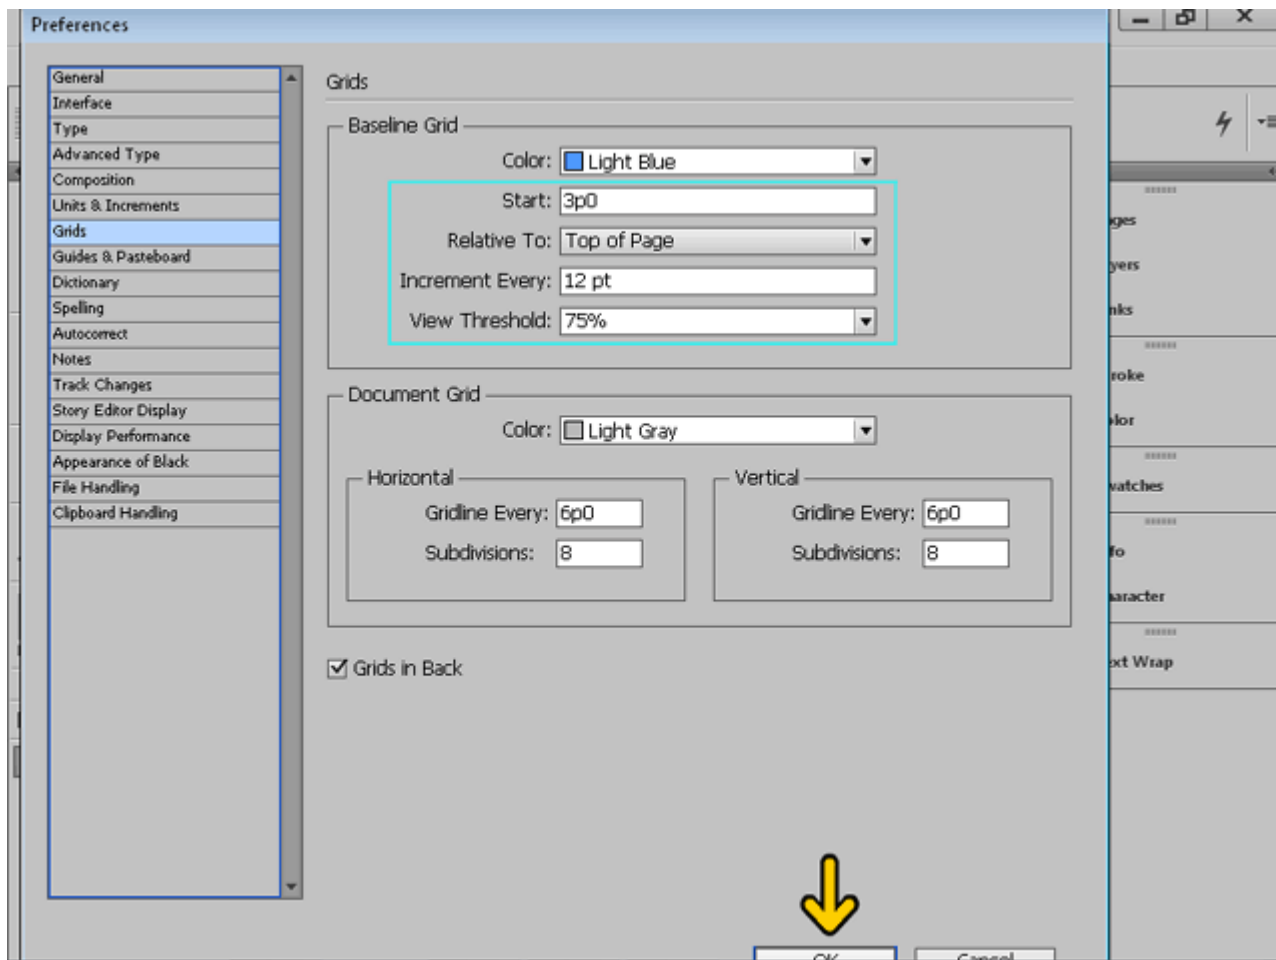 Preferences
General
Interface
Type
Advanced Type
Composition
Units & Increments
Grids
Guides & Pasteboard
Dictionary
Spelling
Autocorrect
Notes
Track Changes
Story Editor Display
Display Performance
Appearance of Black
File Handling
Clipboard Handling
Grids
Baseline Grid
Color: Light Blue
Start: 3p0
Relative To: Top of Page
Increment Every: 12 pt
View Threshold: 75%
Document Grid
Color: Light Gray
Horizontal
Gridline Every: 6p0
Subdivisions: 8
Vertical
Gridline Every: 6p0
Subdivisions: 8
Grids in Back
OK Cancel
ges
yers
nks
roke
lor
vatches
fo
aracter
ext Wrap